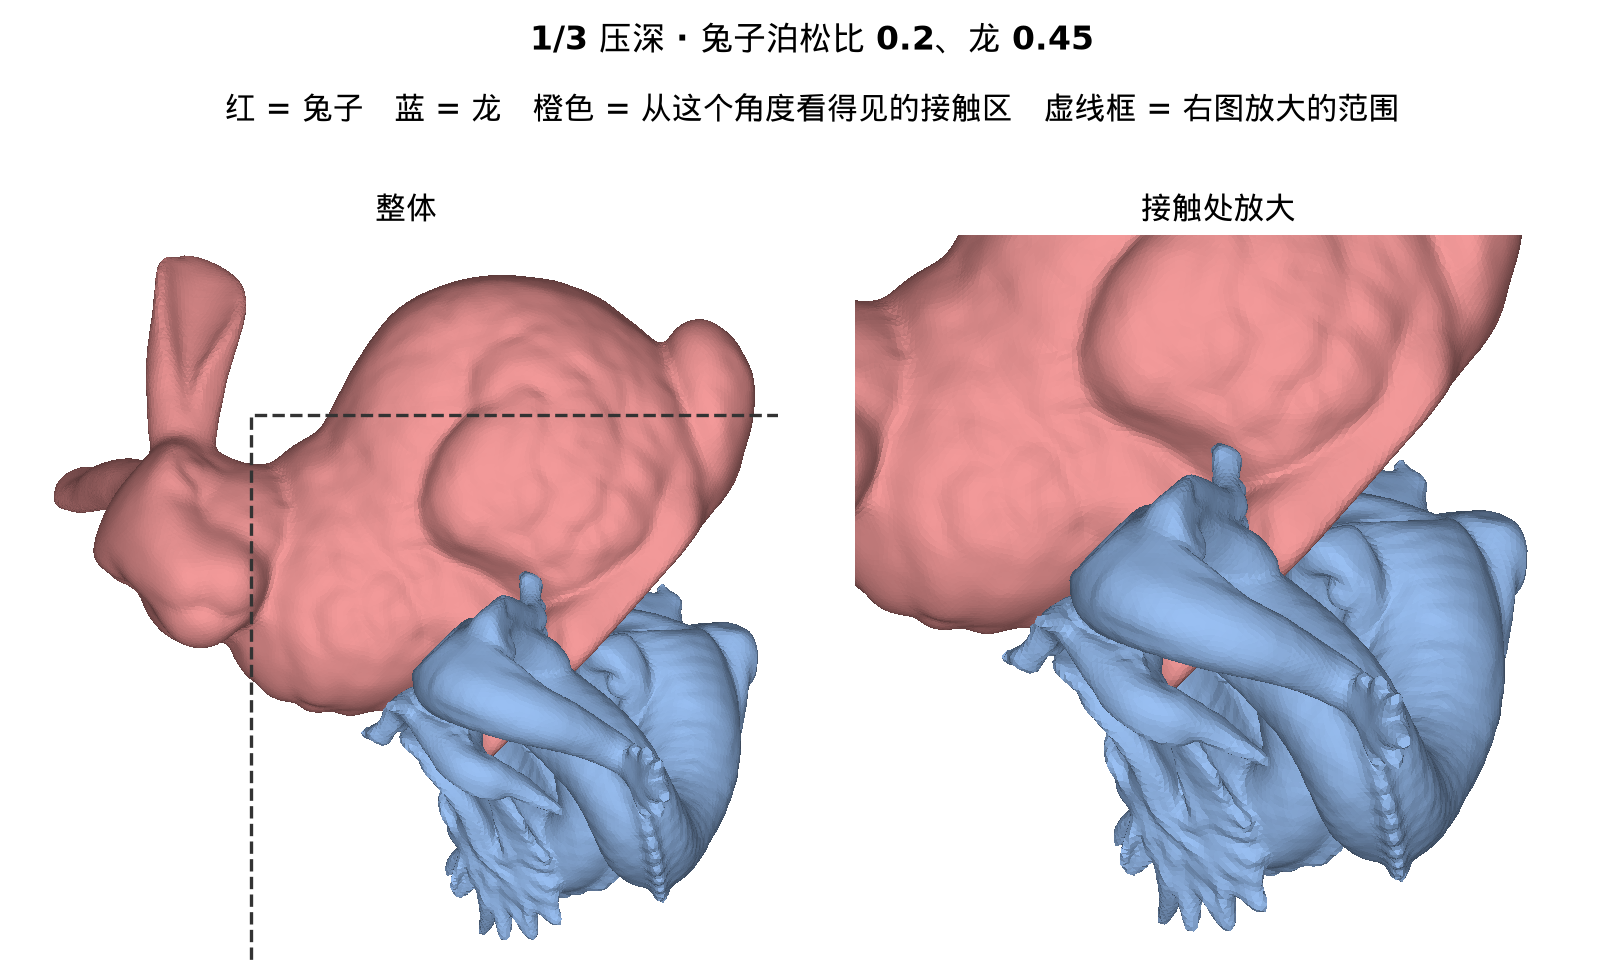 1/3 压深 · 兔子泊松比 0.2、龙 0.45
红 = 兔子 蓝 = 龙 橙色 = 从这个角度看得见的接触区 虚线框 = 右图放大的范围
整体
接触处放大